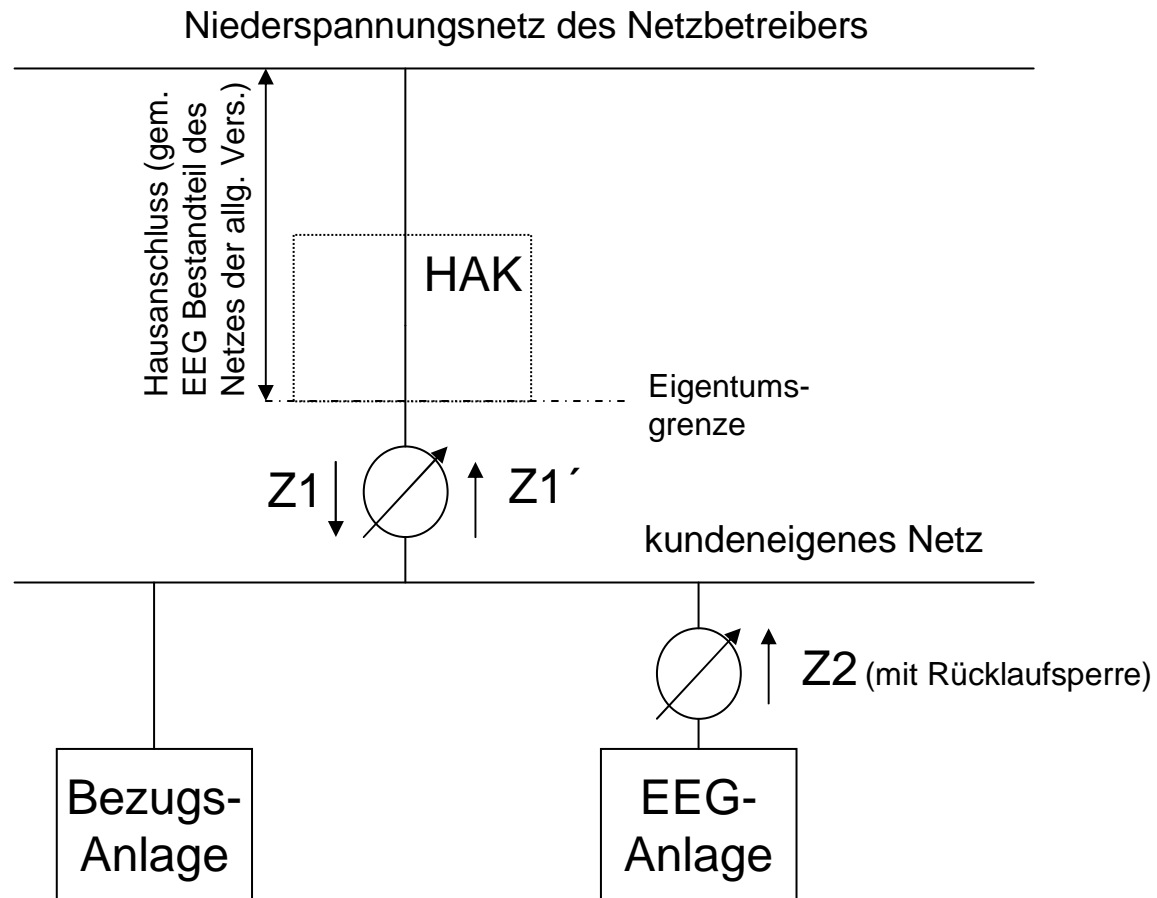 Niederspannungsnetz des Netzbetreibers
Hausanschluss (gem.
EEG Bestandteil des
Netzes der allg. Vers.)
HAK
Eigentums-
grenze
Z1
Z1´
kundeneigenes Netz
Z2 (mit Rücklaufsperre)
Bezugs-
Anlage
EEG-
Anlage